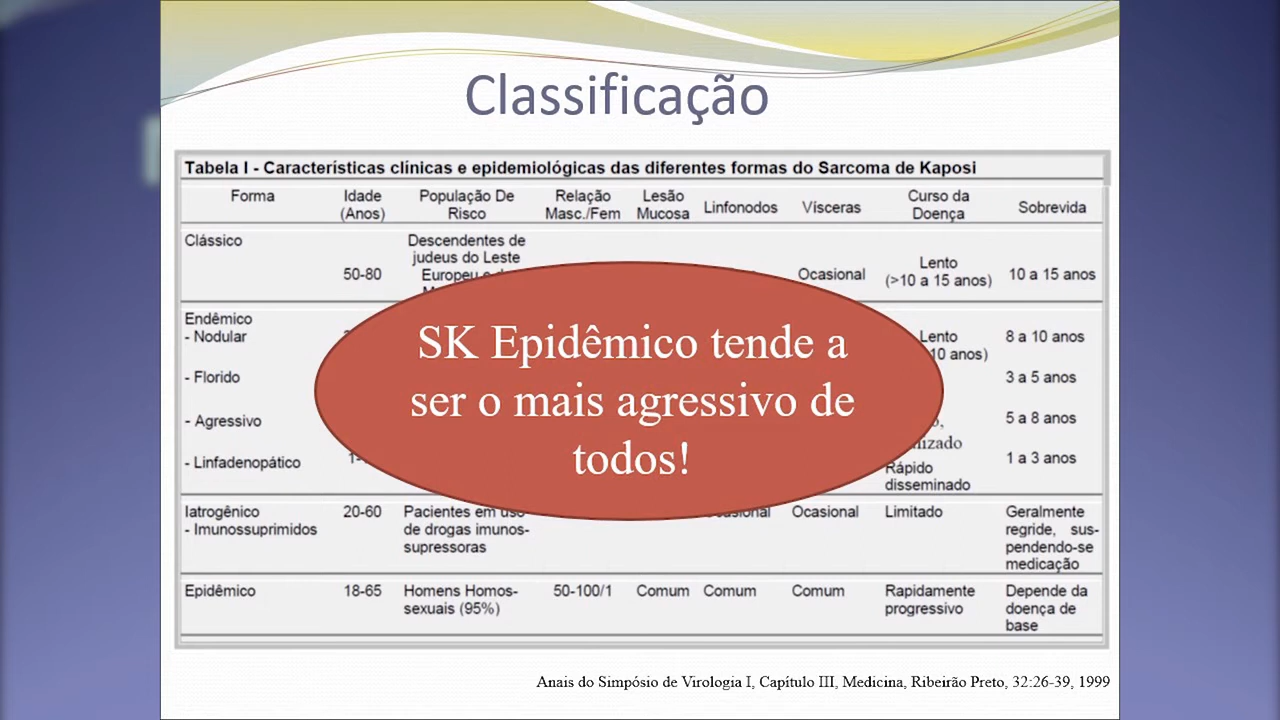 Classificação
Tabela I - Características clínicas e epidemiológicas das diferentes formas do Sarcoma de Kaposi
Forma Idade (Anos) População De Risco Relação Masc./Fem Lesão Mucosa Linfonodos Vísceras Curso da Doença Sobrevida
Clássico
50-80
Descendentes de
judeus do Leste
Europeu
Ocasional
Lento
(>10 a 15 anos)
10 a 15 anos
SK Epidêmico tende a
ser o mais agressivo de
todos!
Endêmico
- Nodular
Lento
10 anos)
8 a 10 anos
- Florido
3 a 5 anos
- Agressivo
5 a 8 anos
- Linfadenopático
Rápido
disseminado
1 a 3 anos
Iatrogênico
- Imunossuprimidos
20-60
Pacientes em uso
de drogas imunos-
supressoras
Ocasional
Ocasional
Limitado
Geralmente
regride, sus-
pendendo-se
medicação
Epidêmico
18-65
Homens Homos-
sexuais (95%)
50-100/1
Comum
Comum
Comum
Rapidamente
progressivo
Depende da
doença de
base
Anais do Simpósio de Virologia I, Capítulo III, Medicina, Ribeirão Preto, 32:26-39, 1999